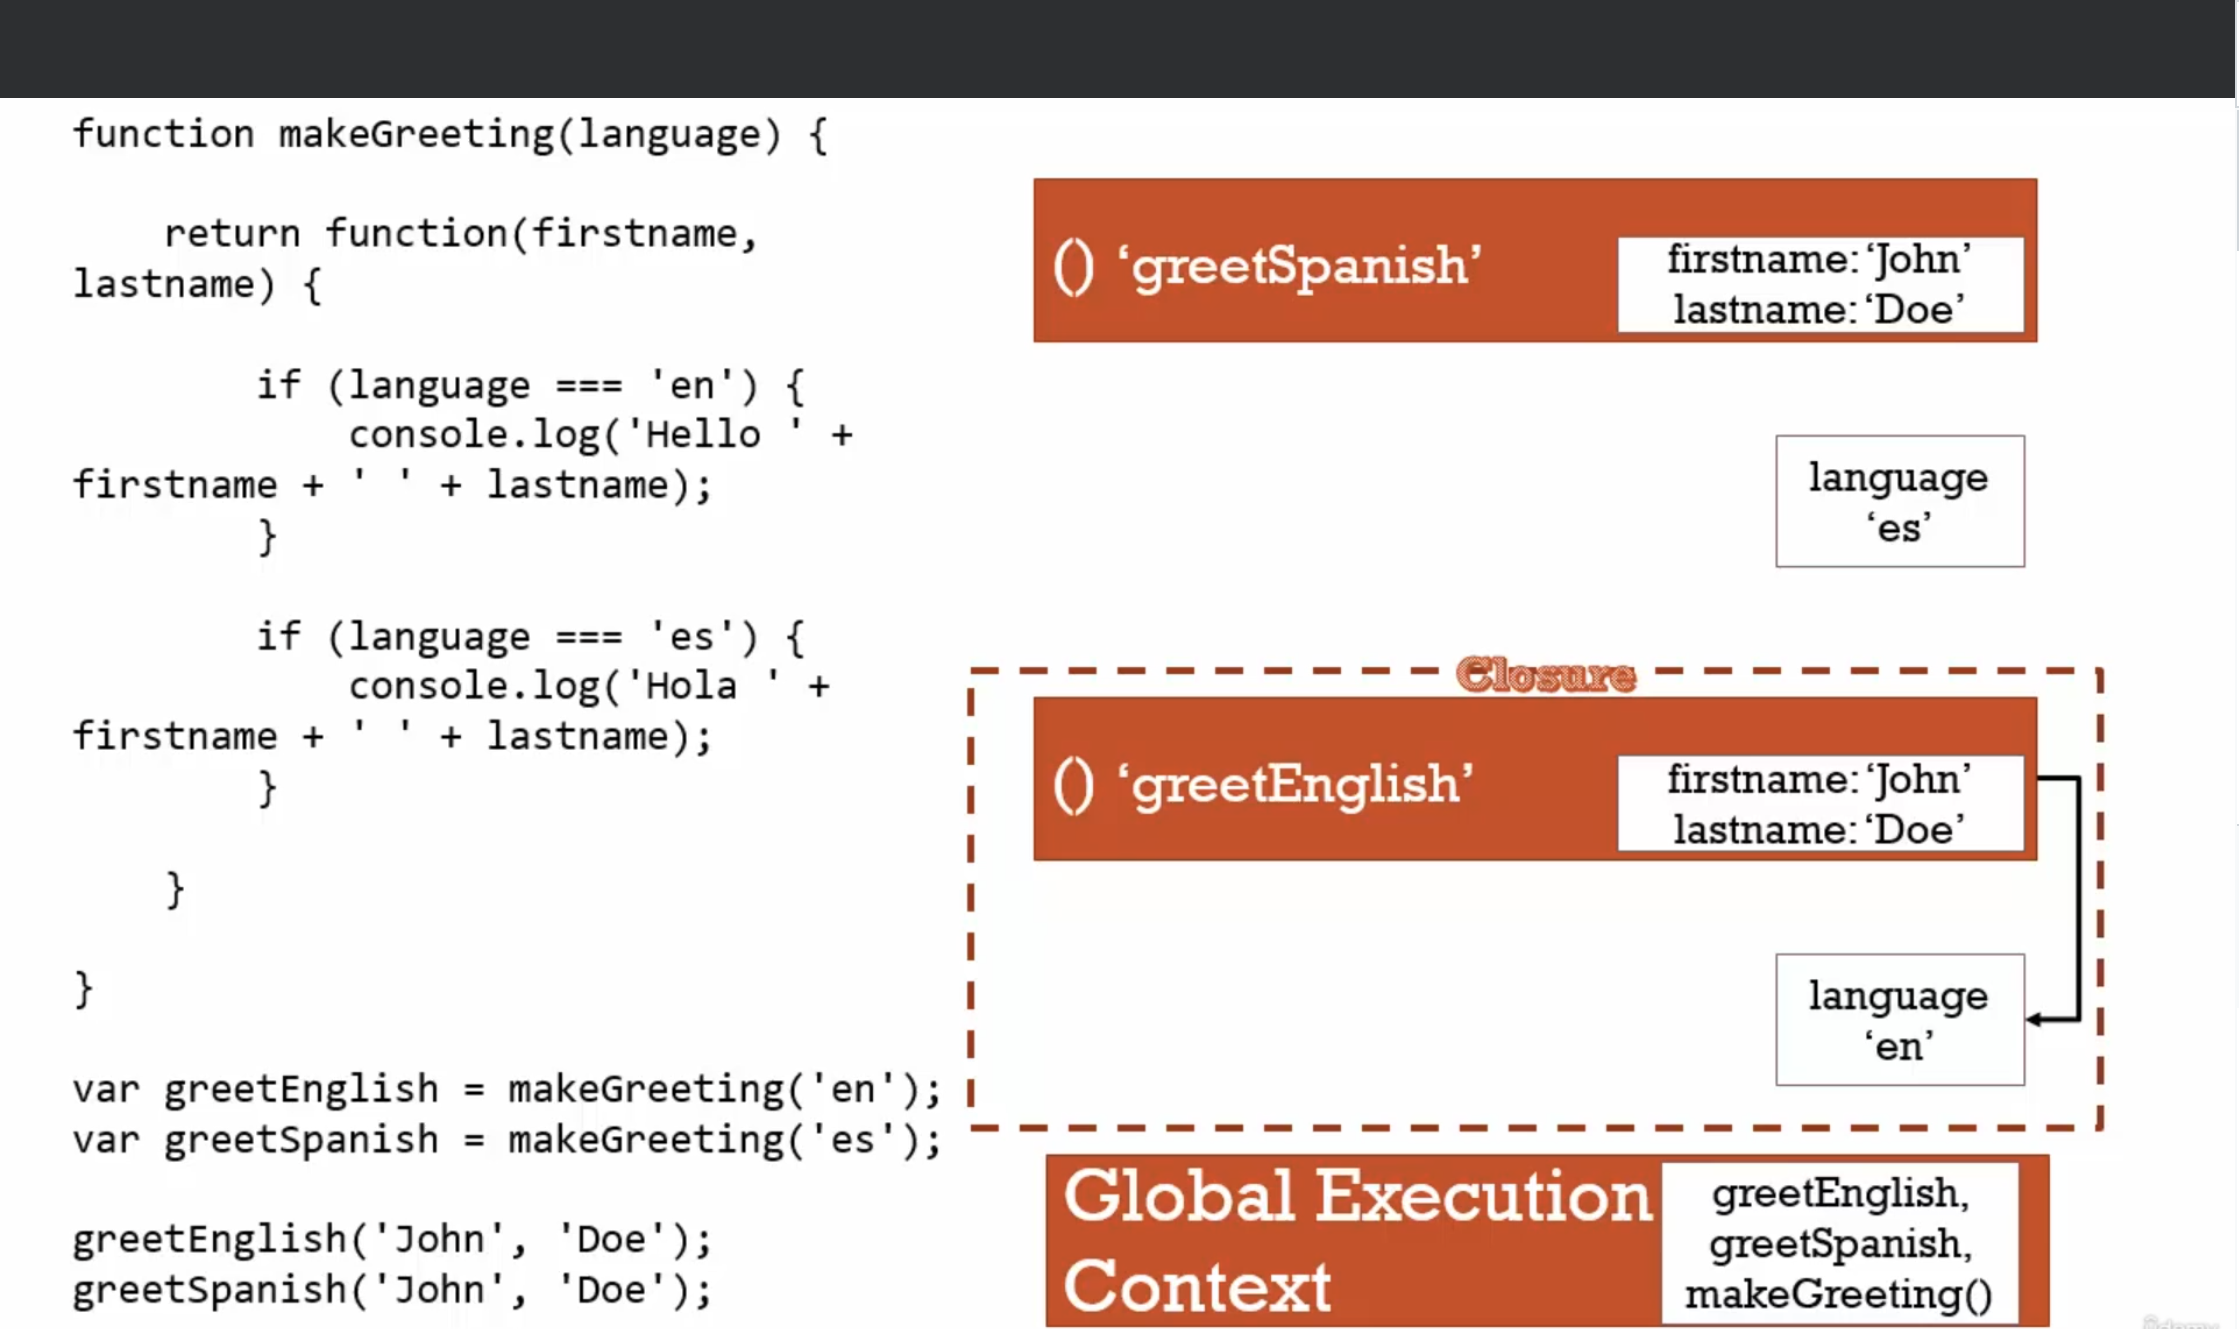 function makeGreeting(language) {
    return function(firstname,
lastname) {
        if (language === 'en') {
            console.log('Hello ' +
firstname + ' ' + lastname);
        }
        if (language === 'es') {
            console.log('Hola ' +
firstname + ' ' + lastname);
        }
    }
}
var greetEnglish = makeGreeting('en');
var greetSpanish = makeGreeting('es');
greetEnglish('John', 'Doe');
greetSpanish('John', 'Doe');
() ‘greetSpanish’
firstname: ‘John’
lastname: ‘Doe’
language
‘es’
Closure
() ‘greetEnglish’
firstname: ‘John’
lastname: ‘Doe’
language
‘en’
Global Execution
Context
greetEnglish,
greetSpanish,
makeGreeting()